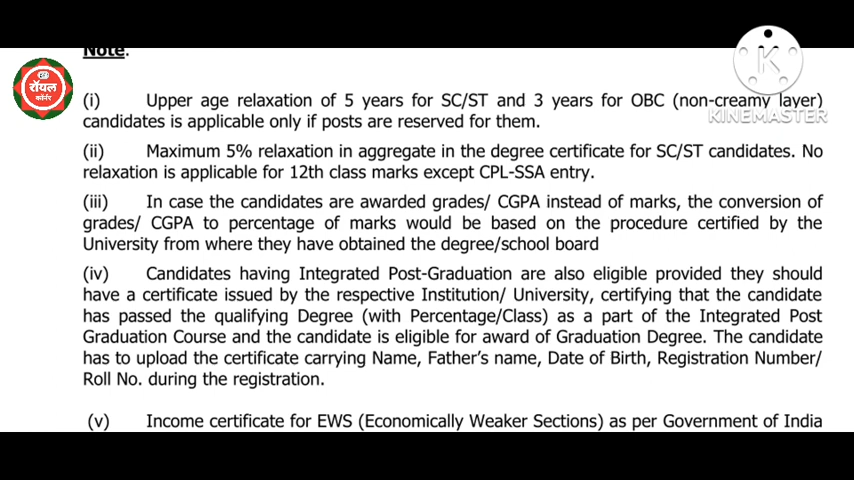 Note:
रॉयल
कॉर्नर
K
KINEMASTER
(i) Upper age relaxation of 5 years for SC/ST and 3 years for OBC (non-creamy layer)
candidates is applicable only if posts are reserved for them.
(ii) Maximum 5% relaxation in aggregate in the degree certificate for SC/ST candidates. No
relaxation is applicable for 12th class marks except CPL-SSA entry.
(iii) In case the candidates are awarded grades/ CGPA instead of marks, the conversion of
grades/ CGPA to percentage of marks would be based on the procedure certified by the
University from where they have obtained the degree/school board
(iv) Candidates having Integrated Post-Graduation are also eligible provided they should
have a certificate issued by the respective Institution/ University, certifying that the candidate
has passed the qualifying Degree (with Percentage/Class) as a part of the Integrated Post
Graduation Course and the candidate is eligible for award of Graduation Degree. The candidate
has to upload the certificate carrying Name, Father's name, Date of Birth, Registration Number/
Roll No. during the registration.
(v) Income certificate for EWS (Economically Weaker Sections) as per Government of India